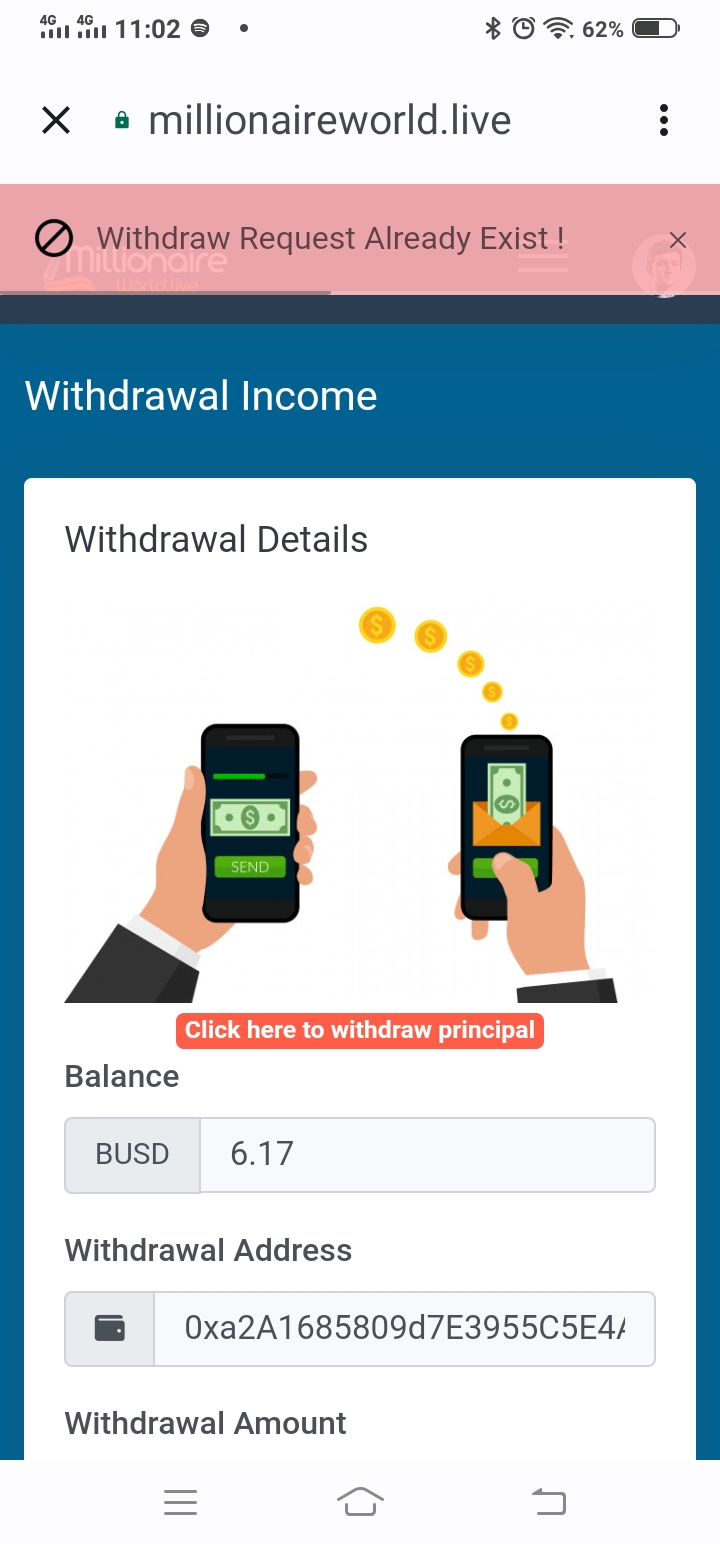 4G 4G 11:02 62%
millionaireworld.live
Withdraw Request Already Exist !
Millionaire
World live
Withdrawal Income
Withdrawal Details
SEND
Click here to withdraw principal
Balance
BUSD 6.17
Withdrawal Address
0xa2A1685809d7E3955C5E4
Withdrawal Amount